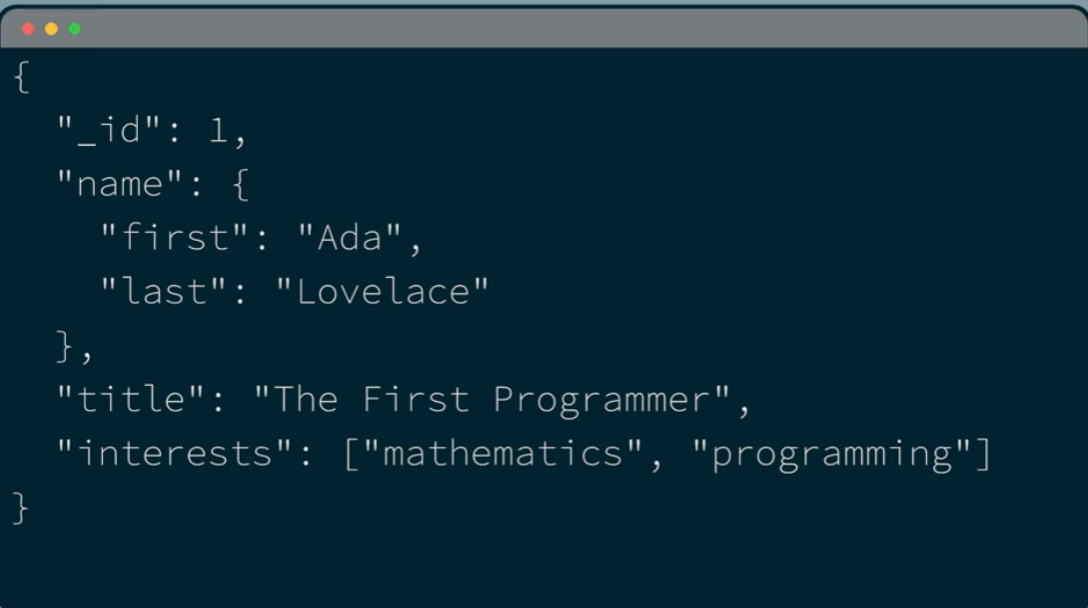 {
  "_id": 1,
  "name": {
    "first": "Ada",
    "last": "Lovelace"
  },
  "title": "The First Programmer",
  "interests": ["mathematics", "programming"]
}